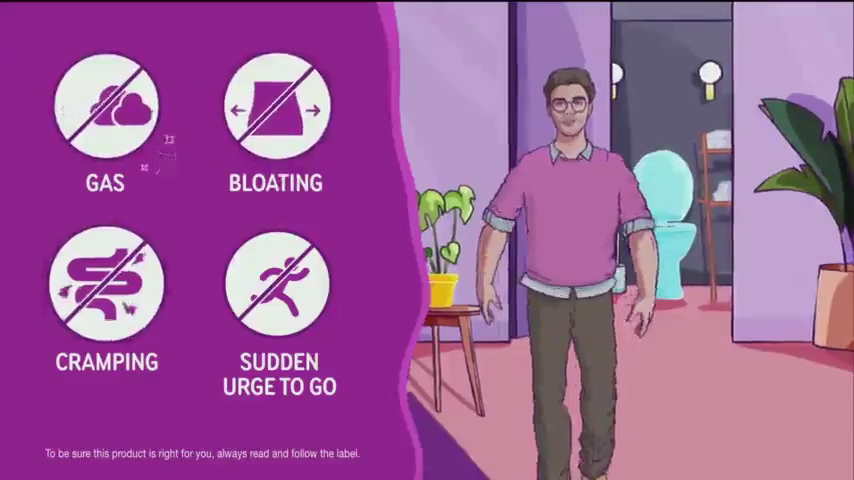 GAS
BLOATING
CRAMPING
SUDDEN
URGE TO GO
To be sure this product is right for you, always read and follow the label.